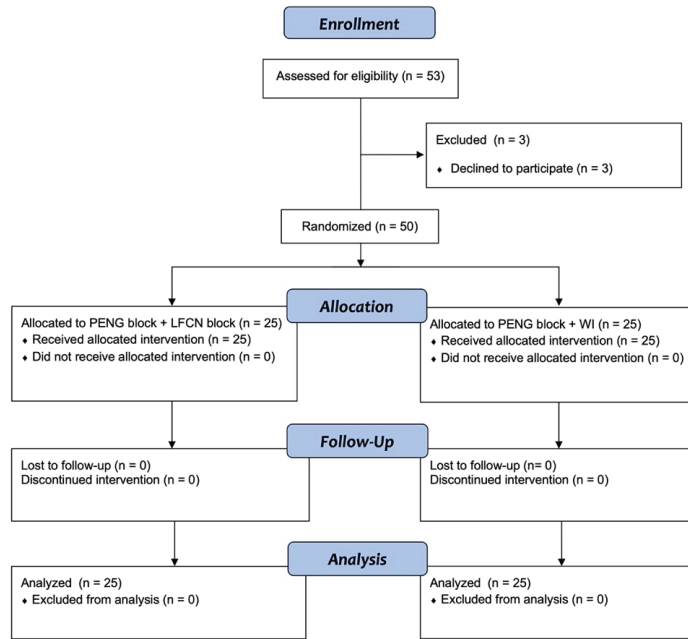 Enrollment
Assessed for eligibility (n = 53)
Excluded (n = 3)
♦ Declined to participate (n = 3)
Randomized (n = 50)
Allocation
Allocated to PENG block + LFCN block (n = 25)
♦ Received allocated intervention (n = 25)
♦ Did not receive allocated intervention (n = 0)
Allocated to PENG block + WI (n = 25)
♦ Received allocated intervention (n = 25)
♦ Did not receive allocated intervention (n = 0)
Follow-Up
Lost to follow-up (n = 0)
Discontinued intervention (n = 0)
Lost to follow-up (n= 0)
Discontinued intervention (n = 0)
Analysis
Analyzed (n = 25)
♦ Excluded from analysis (n = 0)
Analyzed (n = 25)
♦ Excluded from analysis (n = 0)